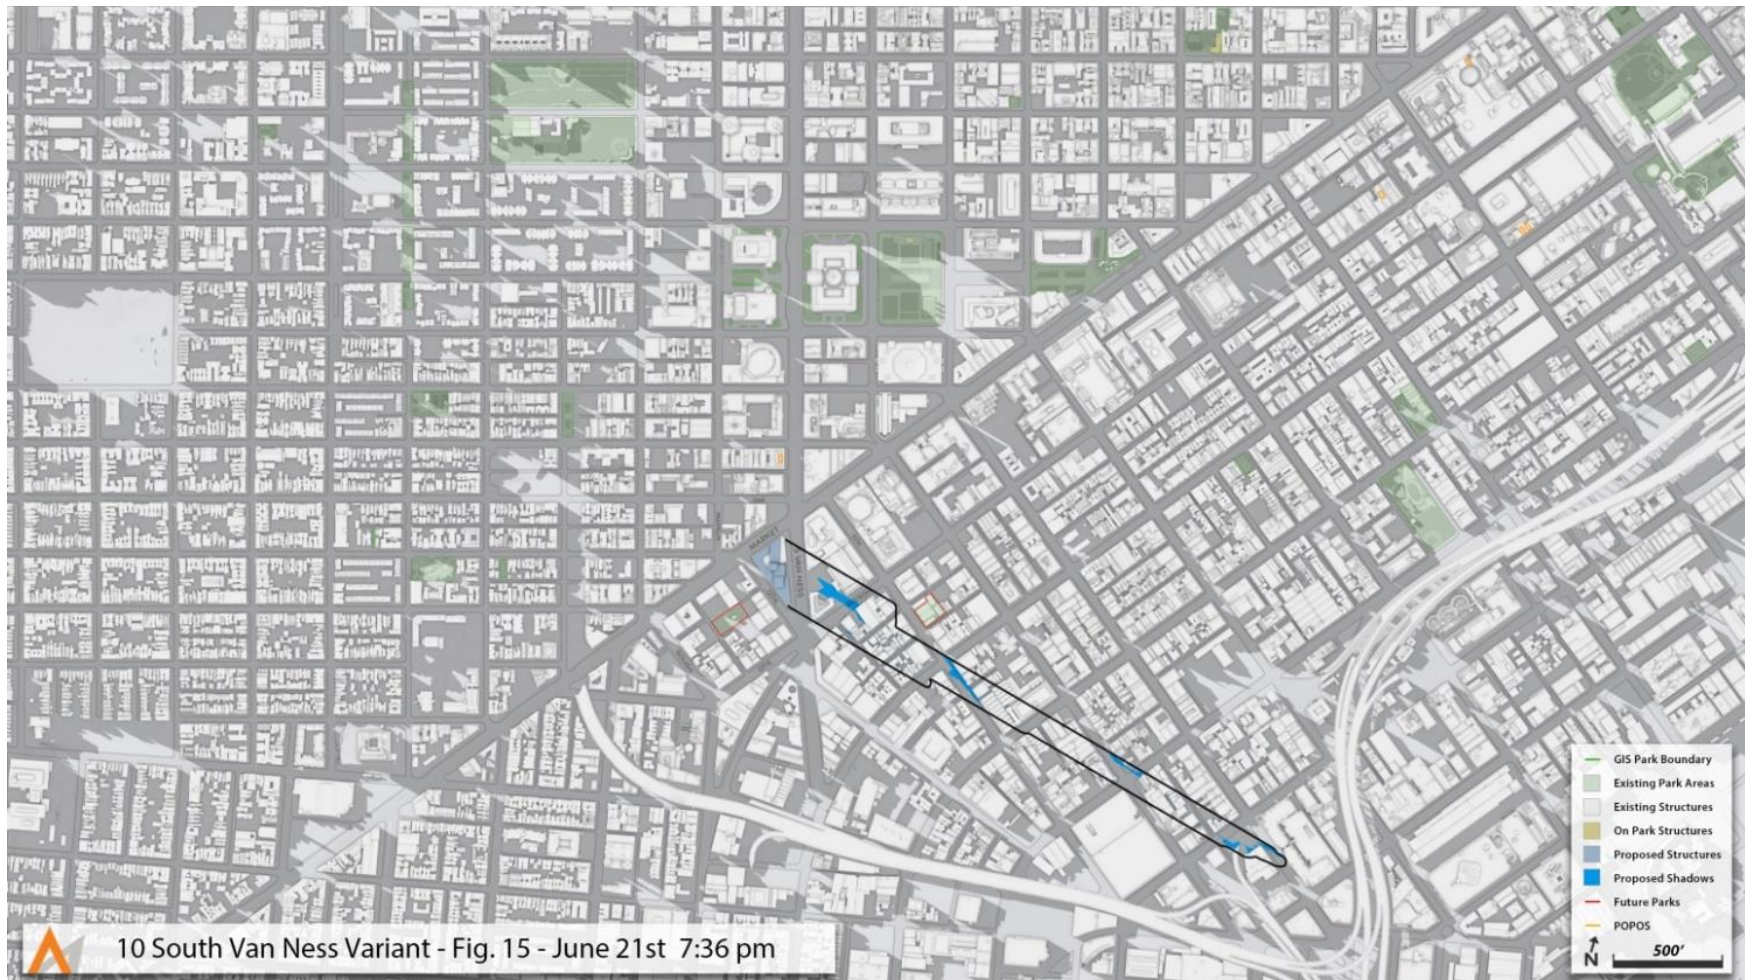 MARKET
VAN NESS
GIS Park Boundary
Existing Park Areas
Existing Structures
On Park Structures
Proposed Structures
Proposed Shadows
Future Parks
POPOS
N
500'
10 South Van Ness Variant - Fig. 15 - June 21st 7:36 pm